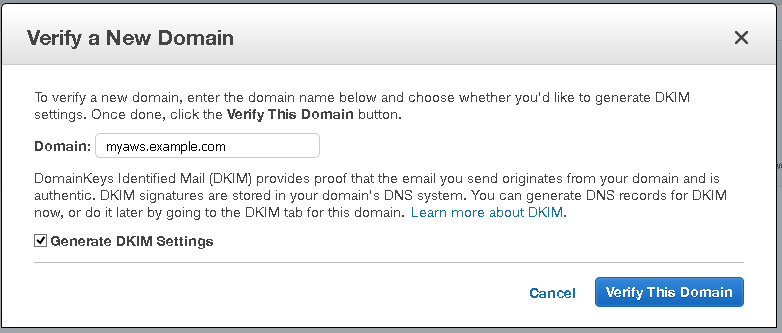 Verify a New Domain
To verify a new domain, enter the domain name below and choose whether you'd like to generate DKIM
settings. Once done, click the Verify This Domain button.
Domain: myaws.example.com
DomainKeys Identified Mail (DKIM) provides proof that the email you send originates from your domain and is
authentic. DKIM signatures are stored in your domain's DNS system. You can generate DNS records for DKIM
now, or do it later by going to the DKIM tab for this domain. Learn more about DKIM.
Generate DKIM Settings
Cancel Verify This Domain